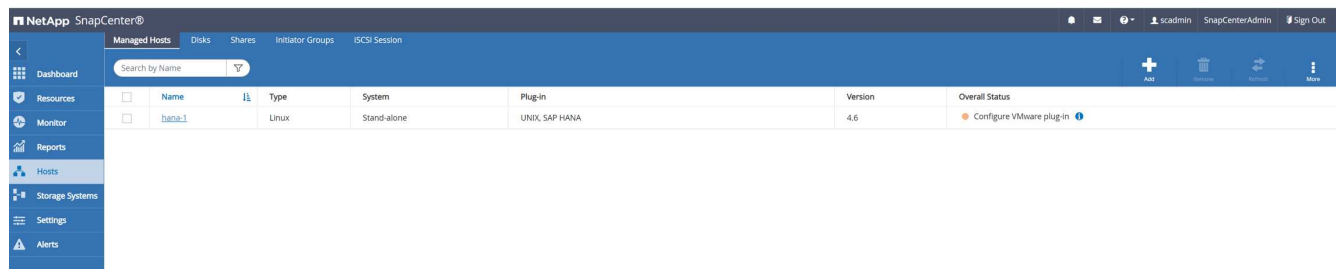 NetApp SnapCenter®
scadmin SnapCenterAdmin Sign Out
Managed Hosts Disks Shares Initiator Groups iSCSI Session
Search by Name
Add Remove Refresh More
Dashboard
Resources
Monitor
Reports
Hosts
Storage Systems
Settings
Alerts
Name Type System Plug-in Version Overall Status
hana-1 Linux Stand-alone UNIX, SAP HANA 4.6 Configure VMware plug-in